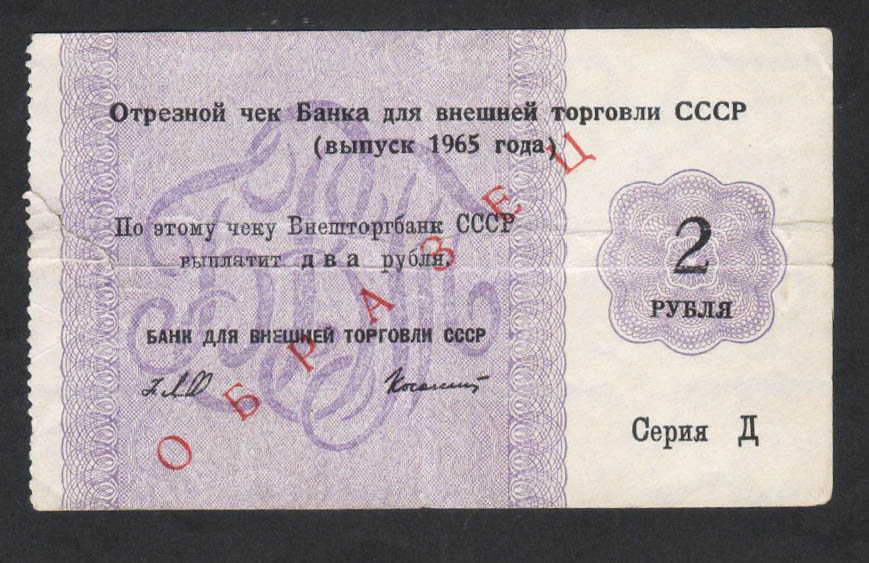 Отрезной чек Банка для внешней торговли СССР
(выпуск 1965 года)
По этому чеку Внешторгбанк СССР
выплатит два рубля.
БАНК ДЛЯ ВНЕШНЕЙ ТОРГОВЛИ СССР
ОБРАЗЕЦ
2
РУБЛЯ
Серия Д